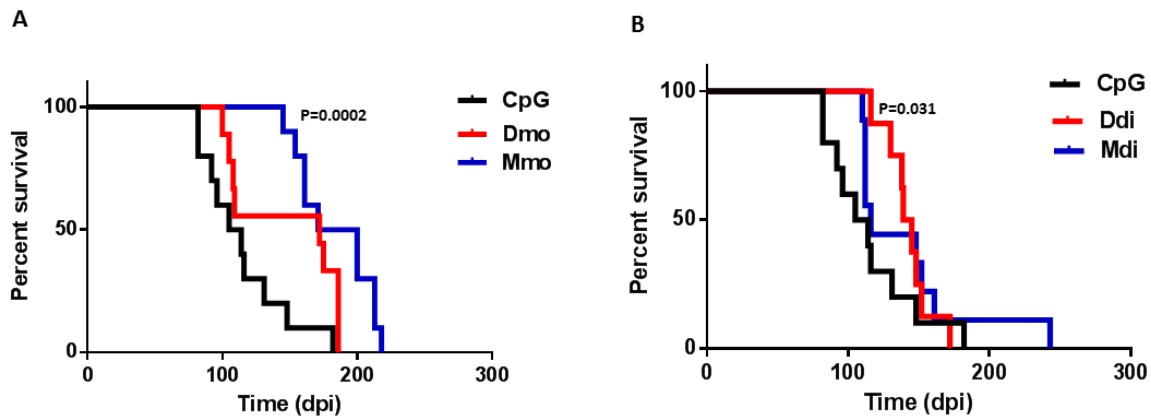 A
Percent survival
100
50
0
0 100 200 300
Time (dpi)
P=0.0002
CpG
Dmo
Mmo
B
Percent survival
100
50
0
0 100 200 300
Time (dpi)
P=0.031
CpG
Ddi
Mdi